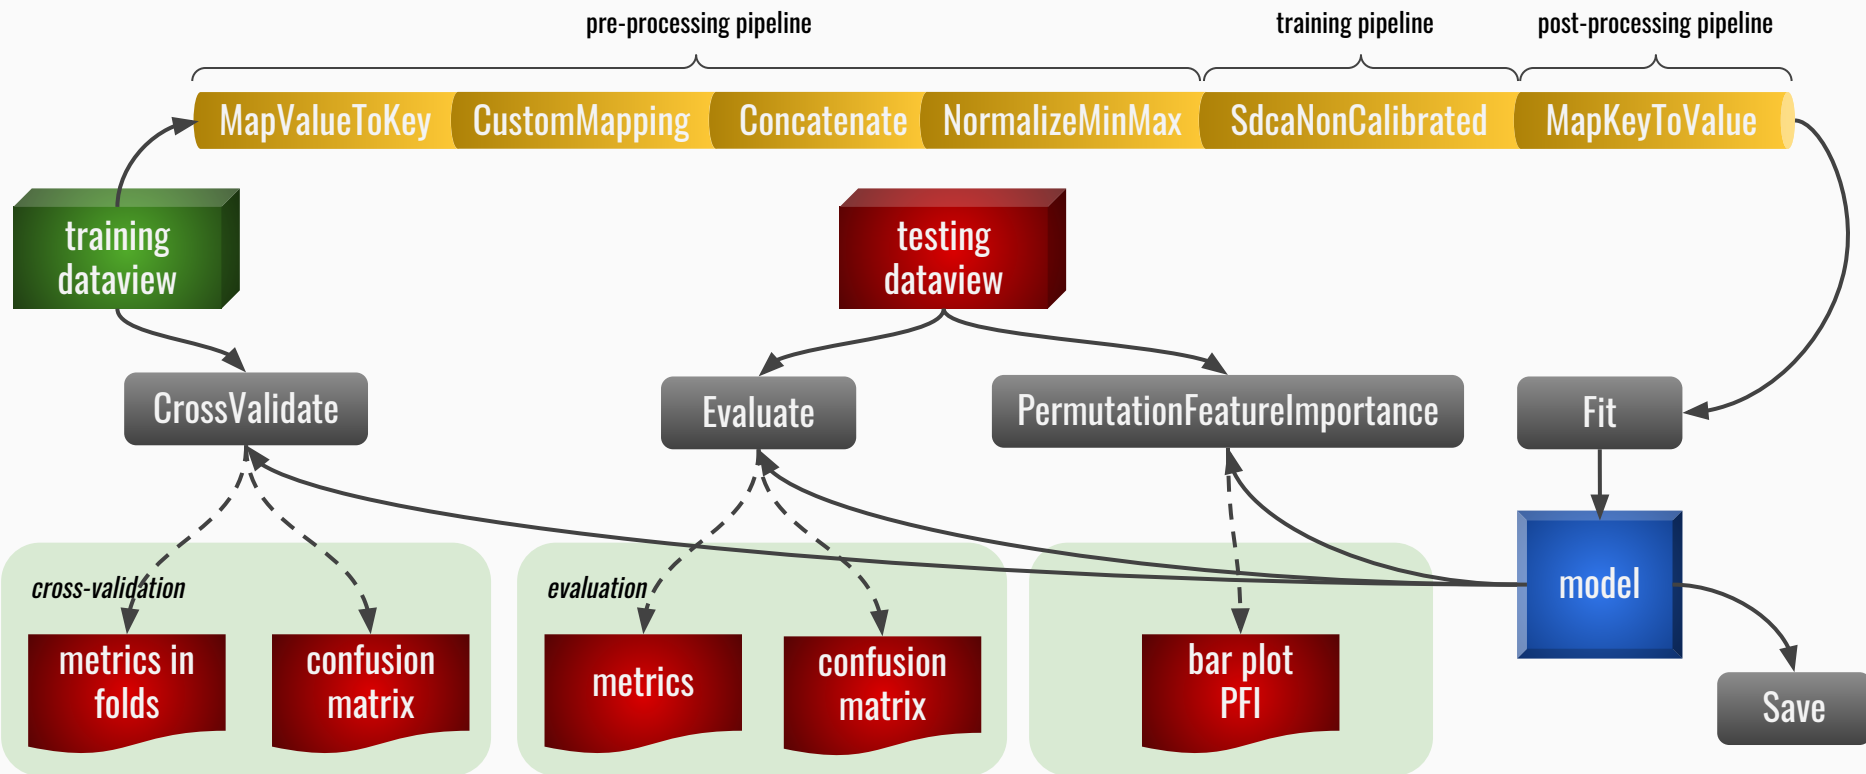 pre-processing pipeline
training pipeline
post-processing pipeline
MapValueToKey
CustomMapping
Concatenate
NormalizeMinMax
SdcaNonCalibrated
MapKeyToValue
training
dataview
testing
dataview
CrossValidate
Evaluate
PermutationFeatureImportance
Fit
model
cross-validation
evaluation
metrics in
folds
confusion
matrix
metrics
confusion
matrix
bar plot
PFI
Save